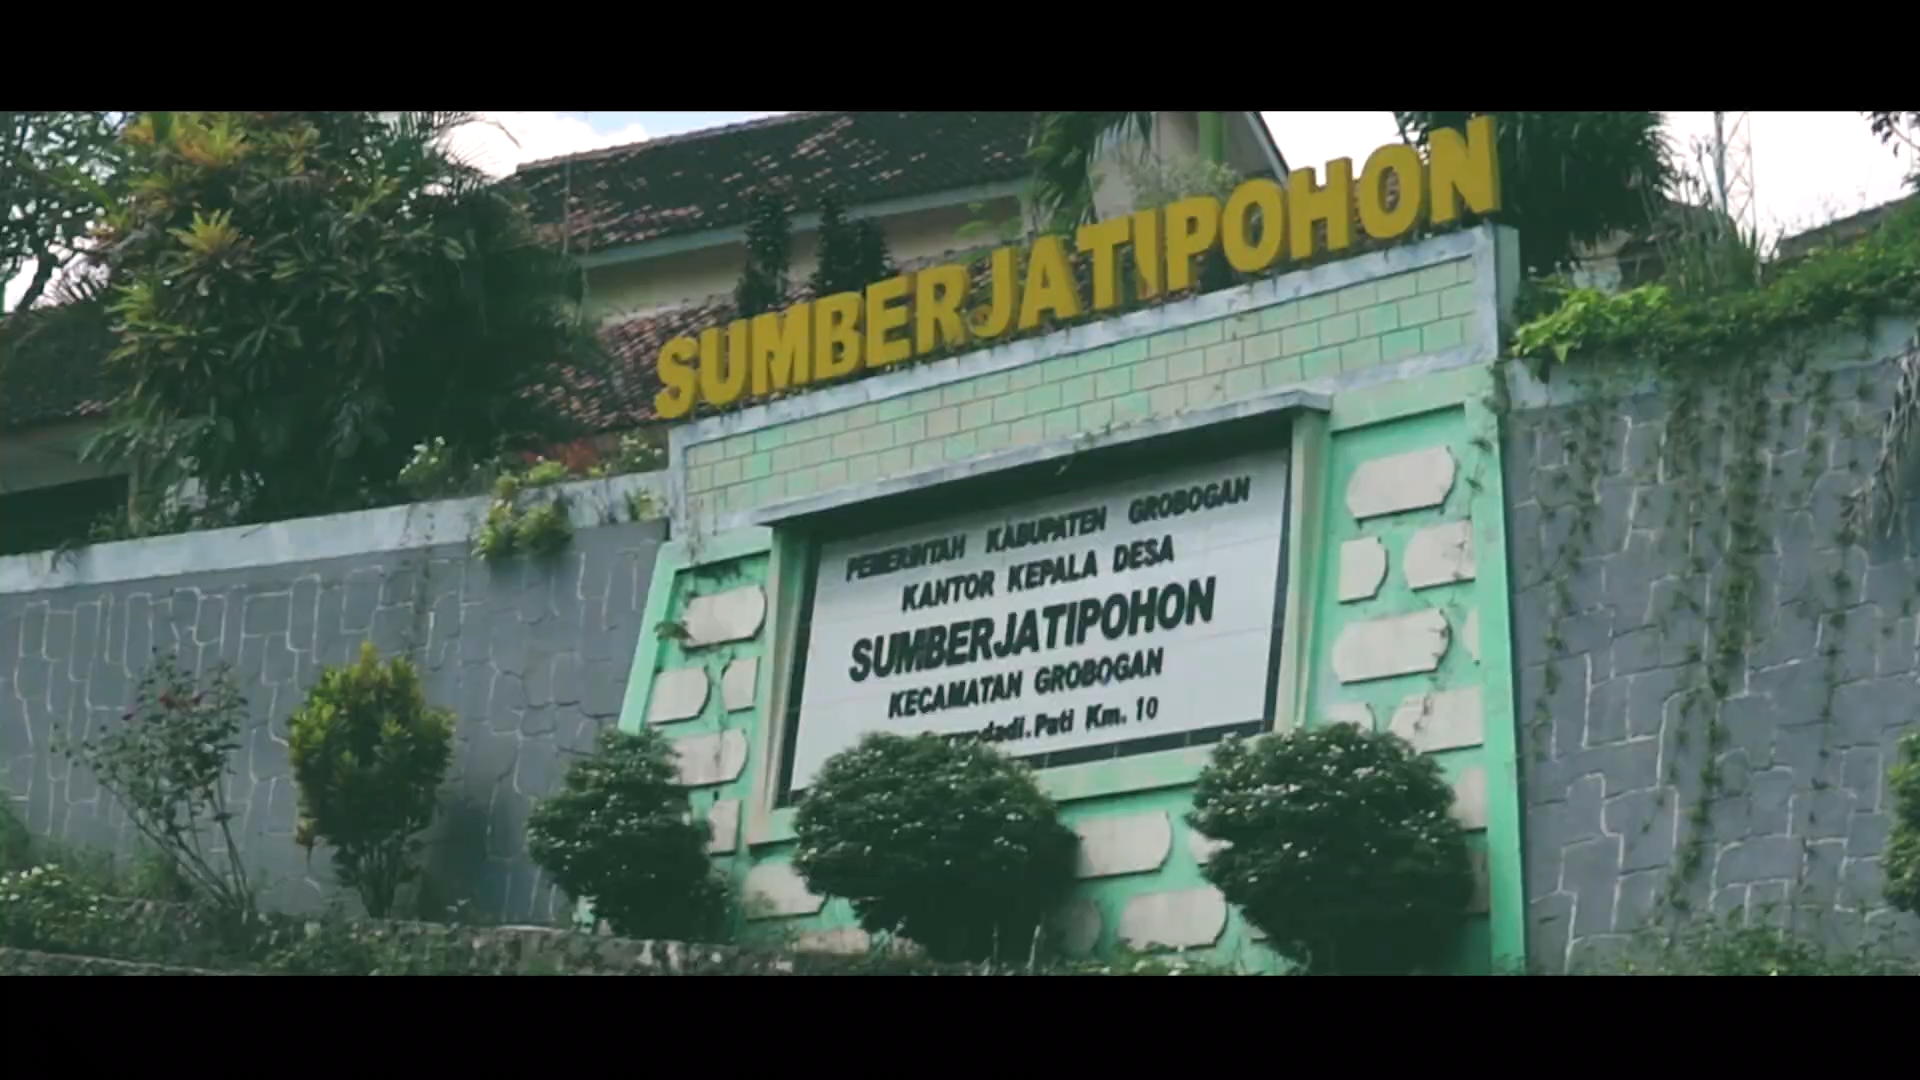 SUMBERJATIPOHON
PEMERINTAH KABUPATEN GROBOGAN
KANTOR KEPALA DESA
SUMBERJATIPOHON
KECAMATAN GROBOGAN
Pati Km. 10